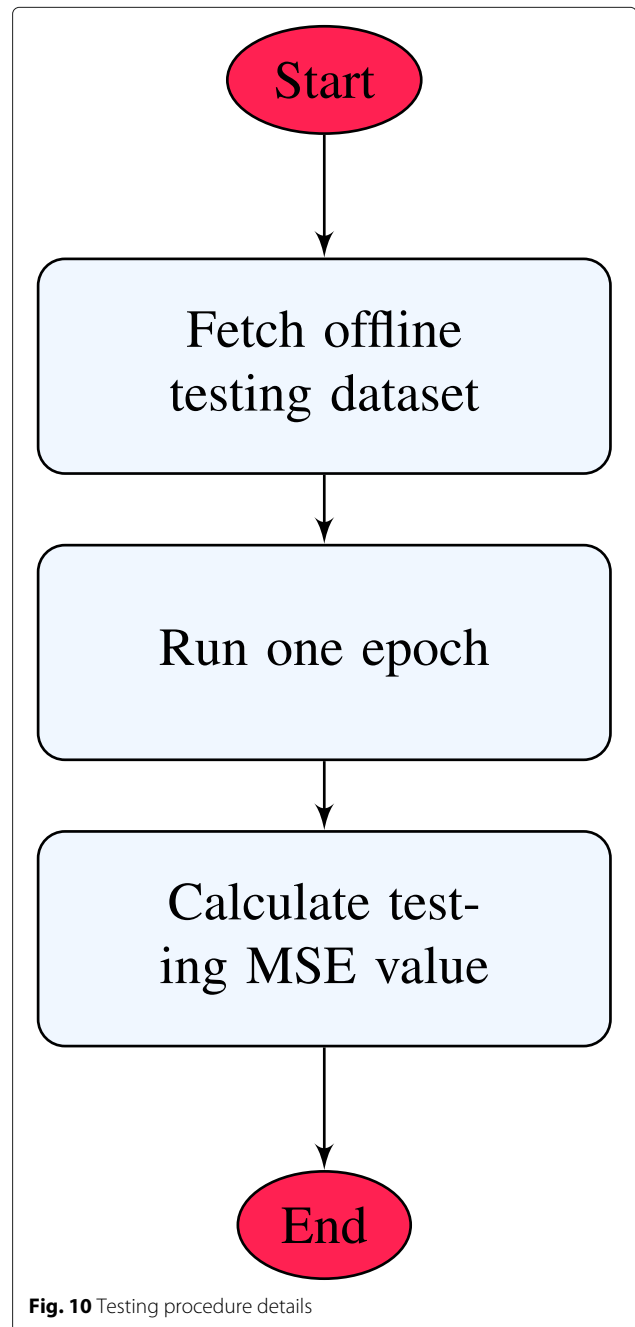 Start
Fetch offline
testing dataset
Run one epoch
Calculate test-
ing MSE value
End
Fig. 10 Testing procedure details